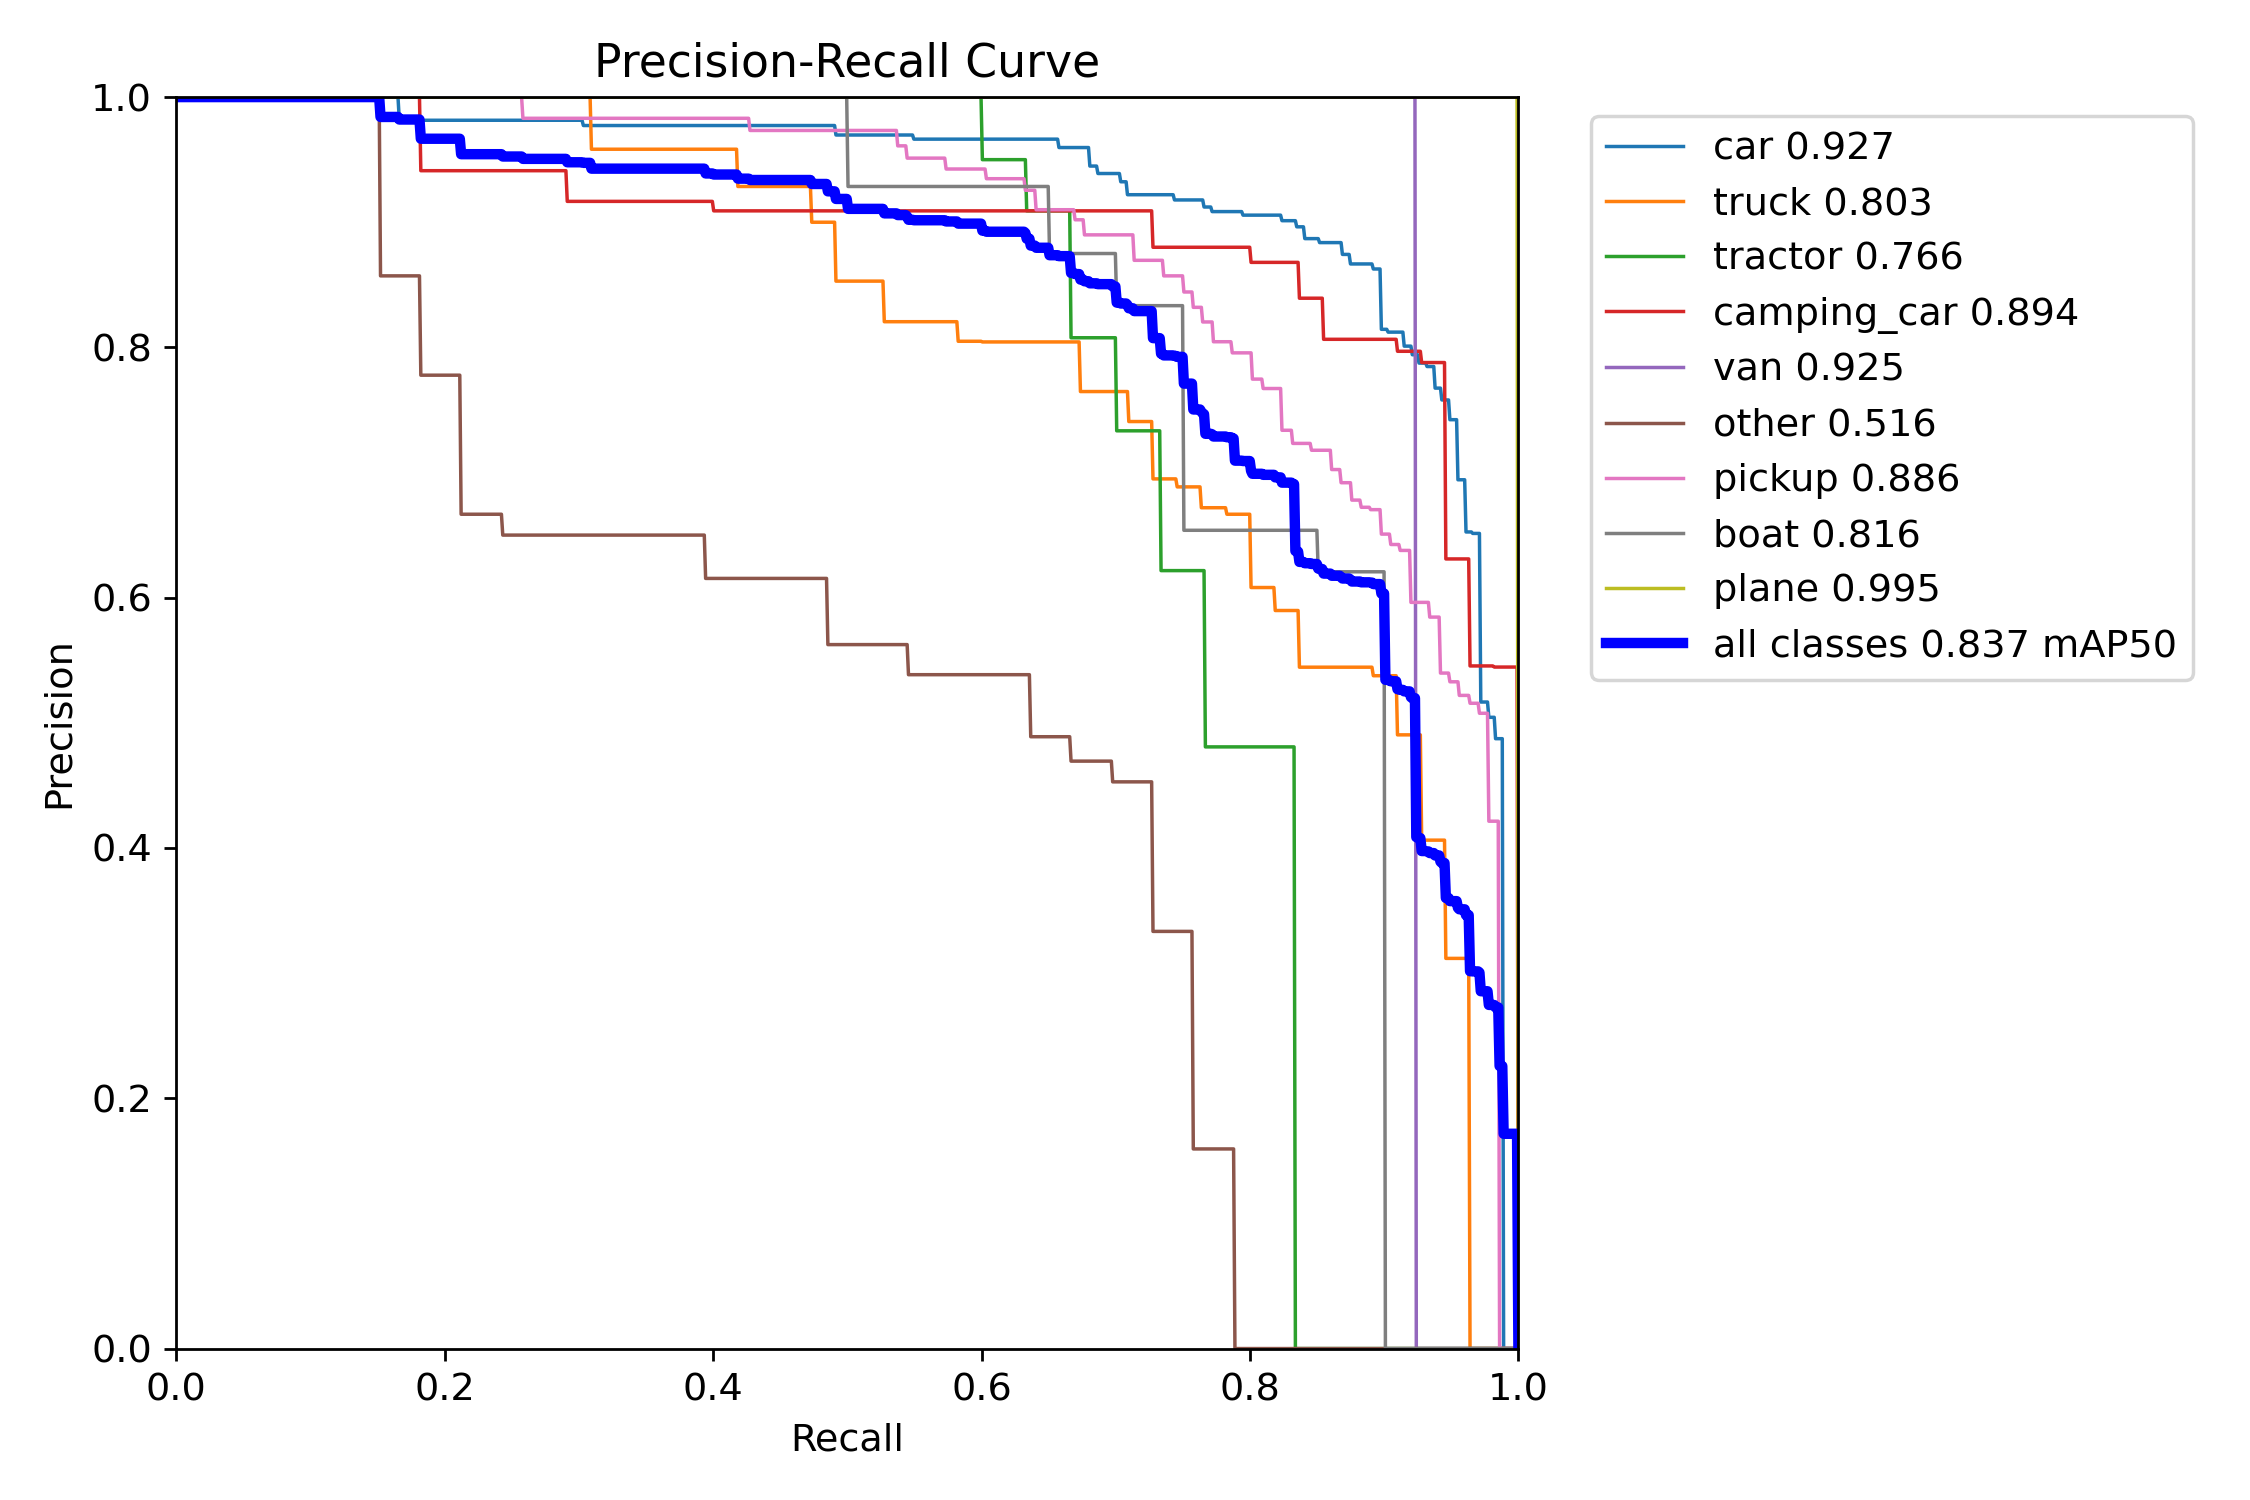 Precision-Recall Curve
1.0
0.8
0.6
0.4
0.2
0.0
Precision
0.0 0.2 0.4 0.6 0.8 1.0
Recall
car 0.927
truck 0.803
tractor 0.766
camping_car 0.894
van 0.925
other 0.516
pickup 0.886
boat 0.816
plane 0.995
all classes 0.837 mAP50